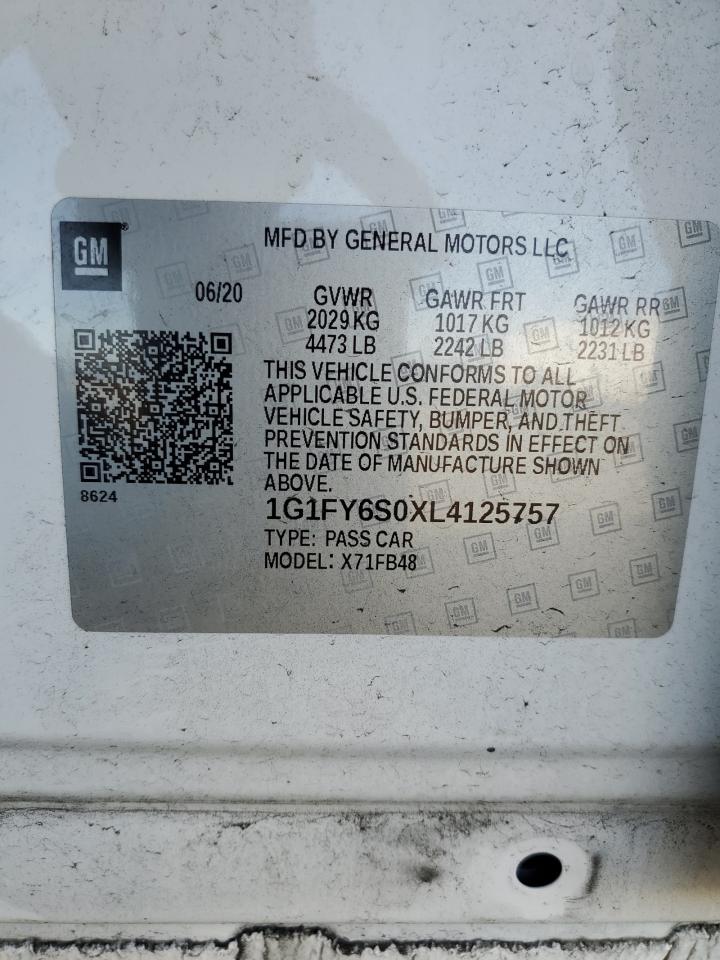 GM
MFD BY GENERAL MOTORS LLC
06/20 GVWR GAWR FRT GAWR RR
2029 KG 1017 KG 1012 KG
4473 LB 2242 LB 2231 LB
THIS VEHICLE CONFORMS TO ALL
APPLICABLE U.S. FEDERAL MOTOR
VEHICLE SAFETY, BUMPER, AND THEFT
PREVENTION STANDARDS IN EFFECT ON
THE DATE OF MANUFACTURE SHOWN
ABOVE.
8624
1G1FY6S0XL4125757
TYPE: PASS CAR
MODEL: X71FB48